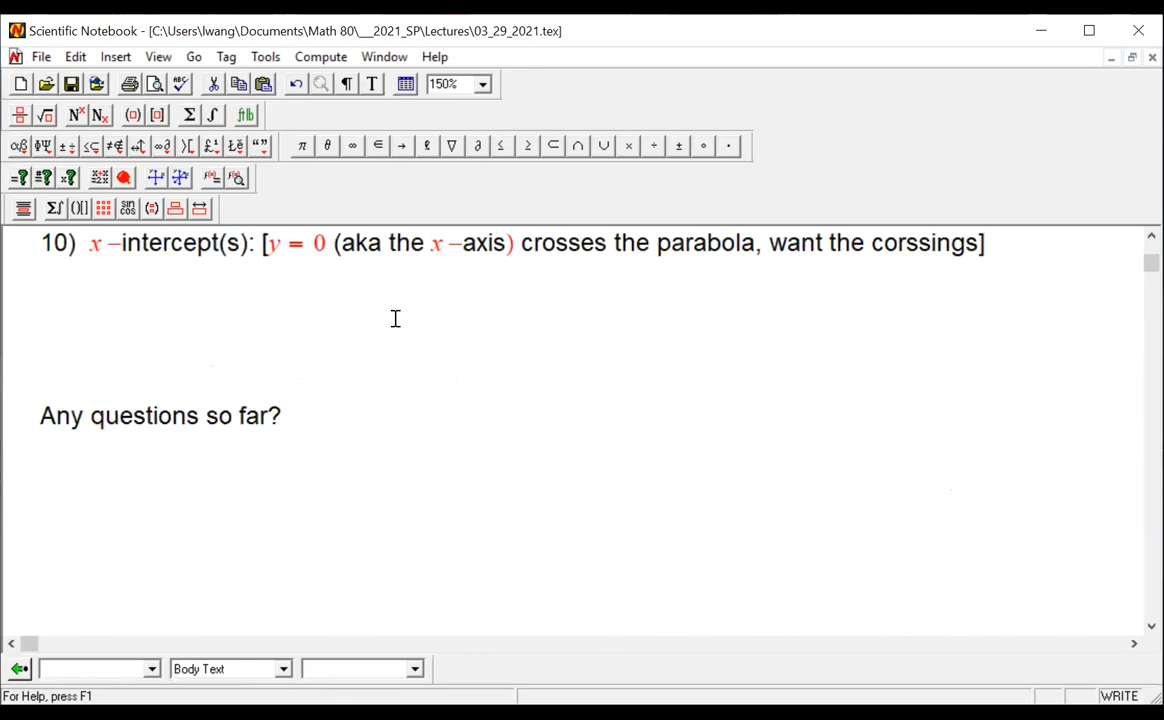 Scientific Notebook - [C:\Users\lwang\Documents\Math 80\__2021_SP\Lectures\03_29_2021.tex]
File Edit Insert View Go Tag Tools Compute Window Help
150%
10) x –intercept(s): [y = 0 (aka the x –axis) crosses the parabola, want the corssings]
Any questions so far?
Body Text
For Help, press F1
WRITE